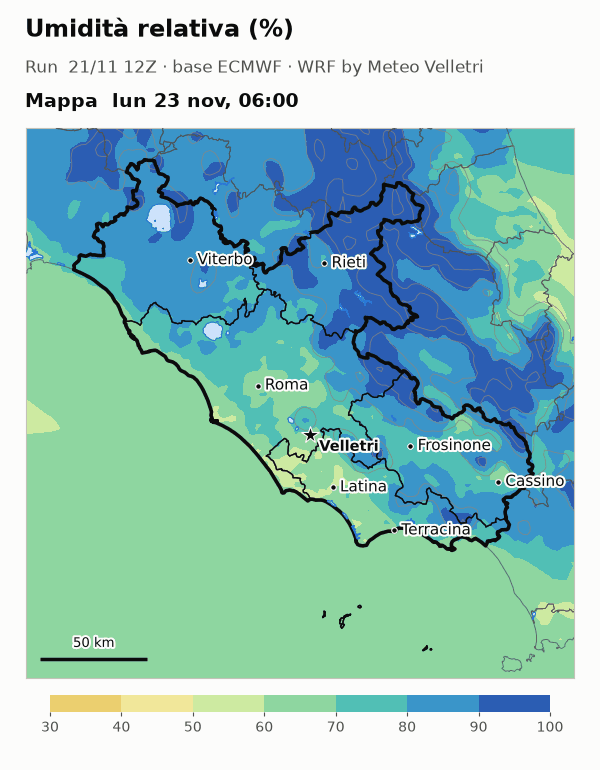 Umidità relativa (%)
Run  21/11 12Z · base ECMWF · WRF by Meteo Velletri
Mappa  lun 23 nov, 06:00
Viterbo
Rieti
Roma
Velletri
Frosinone
Latina
Cassino
Terracina
50 km
30 40 50 60 70 80 90 100